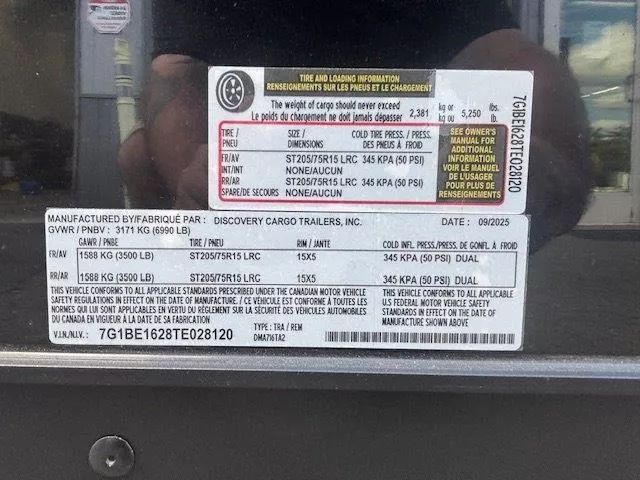 TIRE AND LOADING INFORMATION
RENSEIGNEMENTS SUR LES PNEUS ET LE CHARGEMENT
The weight of cargo should never exceed
Le poids du chargement ne doit jamais dépasser 2,381 kg or / kg ou 5,250 lbs. / lb.
TIRE / PNEU SIZE / DIMENSIONS COLD TIRE PRESS./ PRESS. DES PNEUS À FROID
FR/AV ST205/75R15 LRC 345 KPA (50 PSI)
INT/INT NONE/AUCUN
RR/AR ST205/75R15 LRC 345 KPA (50 PSI)
SPARE/DE SECOURS NONE/AUCUN
SEE OWNER'S
MANUAL FOR
ADDITIONAL
INFORMATION
VOIR LE MANUEL
DE L'USAGER
POUR PLUS DE
RENSEIGNEMENTS
7G1BE1628TE028120
MANUFACTURED BY/FABRIQUÉ PAR : DISCOVERY CARGO TRAILERS, INC. DATE : 09/2025
GVWR / PNBV : 3171 KG (6990 LB)
GAWR / PNBE TIRE/PNEU RIM / JANTE COLD INFL. PRESS./PRESS. DE GONFL. À FROID
FR/AV 1588 KG (3500 LB) ST205/75R15 LRC 15X5 345 KPA (50 PSI) DUAL
RR/AR 1588 KG (3500 LB) ST205/75R15 LRC 15X5 345 KPA (50 PSI) DUAL
THIS VEHICLE CONFORMS TO ALL APPLICABLE STANDARDS PRESCRIBED UNDER THE CANADIAN MOTOR VEHICLE
SAFETY REGULATIONS IN EFFECT ON THE DATE OF MANUFACTURE / CE VÉHICULE EST CONFORME À TOUTES LES
NORMES QUI LUI SONT APPLICABLES EN VERTU DU RÈGLEMENT SUR LA SÉCURITÉ DES VÉHICULES AUTOMOBILES
DU CANADA EN VIGUEUR À LA DATE DE SA FABRICATION
THIS VEHICLE CONFORMS TO ALL APPLICABLE
U.S FEDERAL MOTOR VEHICLE SAFETY
STANDARDS IN EFFECT ON THE DATE OF
MANUFACTURE SHOWN ABOVE.
V.I.N./N.I.V. : 7G1BE1628TE028120 TYPE : TRA / REM
DMA716TA2